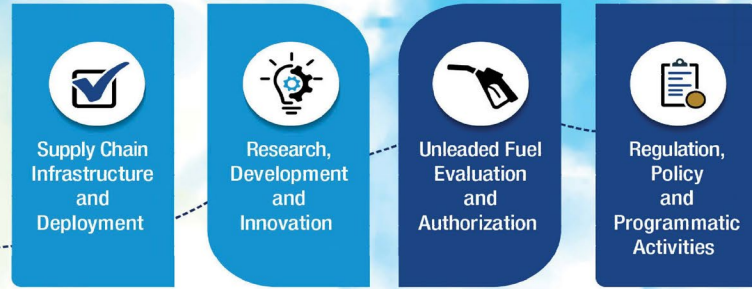 Supply Chain
Infrastructure
and
Deployment
Research,
Development
and
Innovation
Unleaded Fuel
Evaluation
and
Authorization
Regulation,
Policy
and
Programmatic
Activities